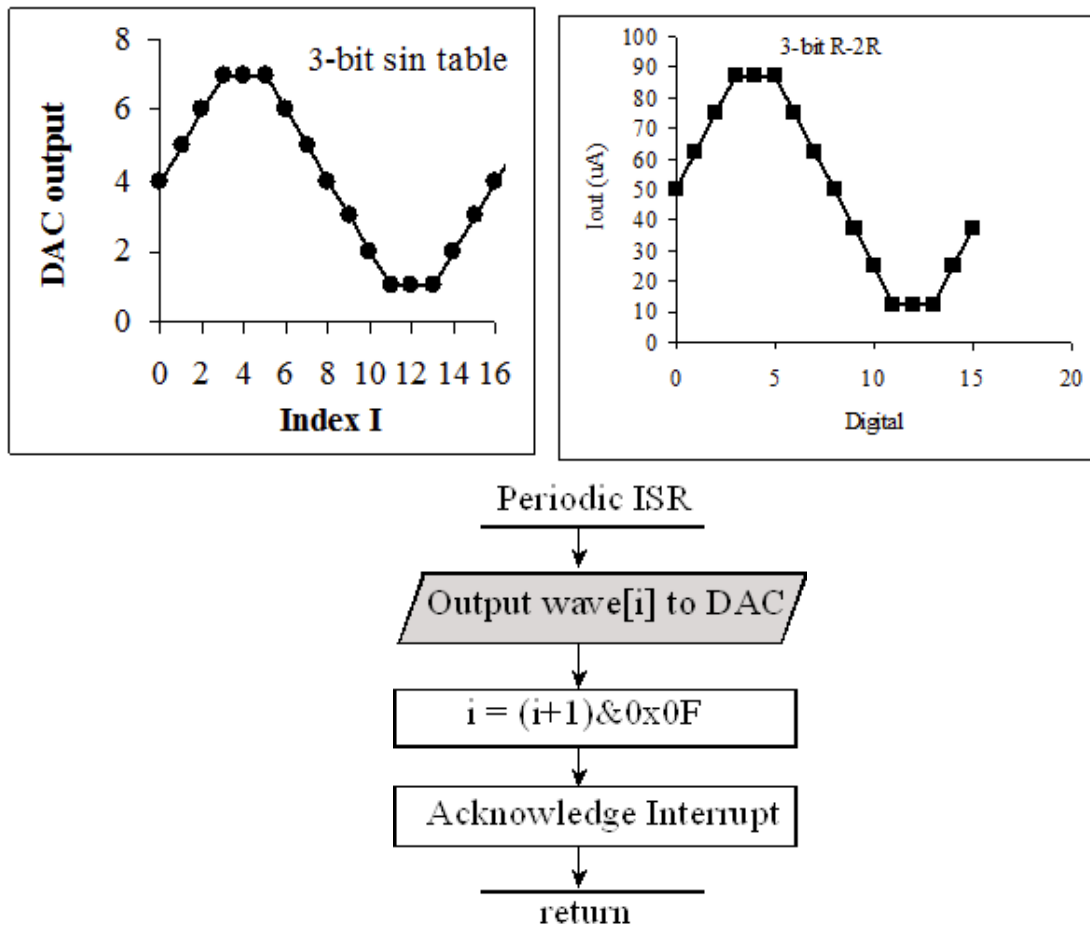 3-bit sin table
DAC output
8
6
4
2
0
0 2 4 6 8 10 12 14 16
Index I
3-bit R-2R
Iout (uA)
100
90
80
70
60
50
40
30
20
10
0
0 5 10 15 20
Digital
Periodic ISR
Output wave[i] to DAC
i = (i+1)&0x0F
Acknowledge Interrupt
return